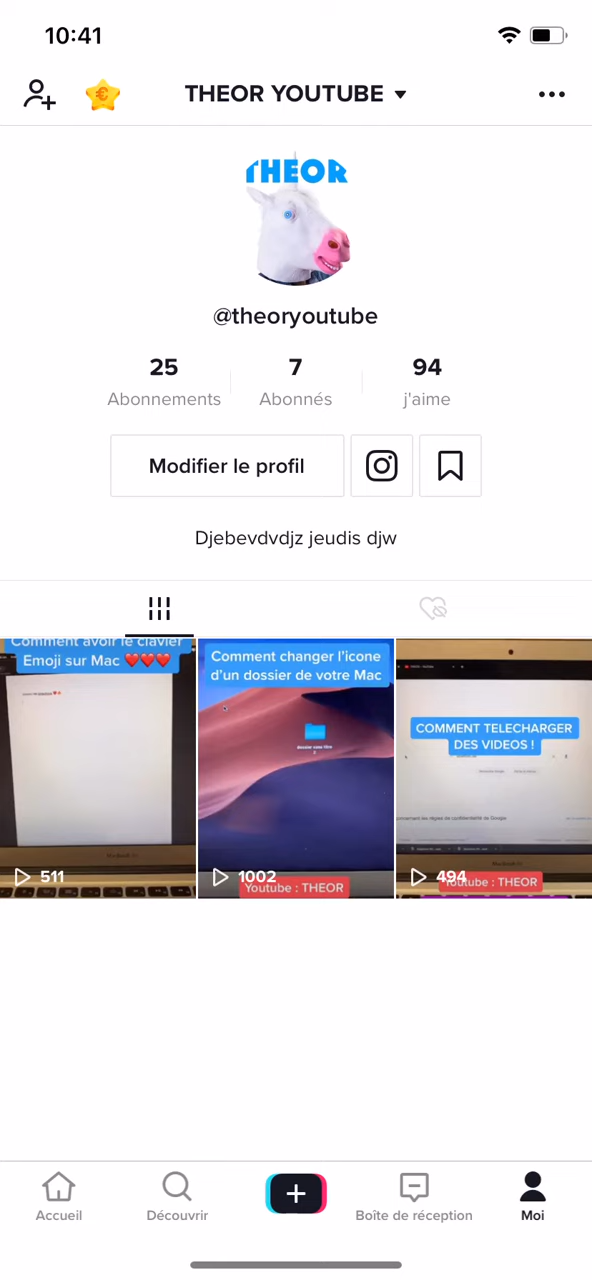 10:41
THEOR YOUTUBE
THEOR
@theoryoutube
25
7
94
Abonnements
Abonnés
j'aime
Modifier le profil
Djebevdvdjz jeudis djw
Comment avoir le clavier
Emoji sur Mac ❤️❤️❤️
511
Comment changer l'icone
d'un dossier de votre Mac
1002
Youtube : THEOR
COMMENT TELECHARGER
DES VIDEOS !
494
Youtube : THEOR
Accueil
Découvrir
Boîte de réception
Moi